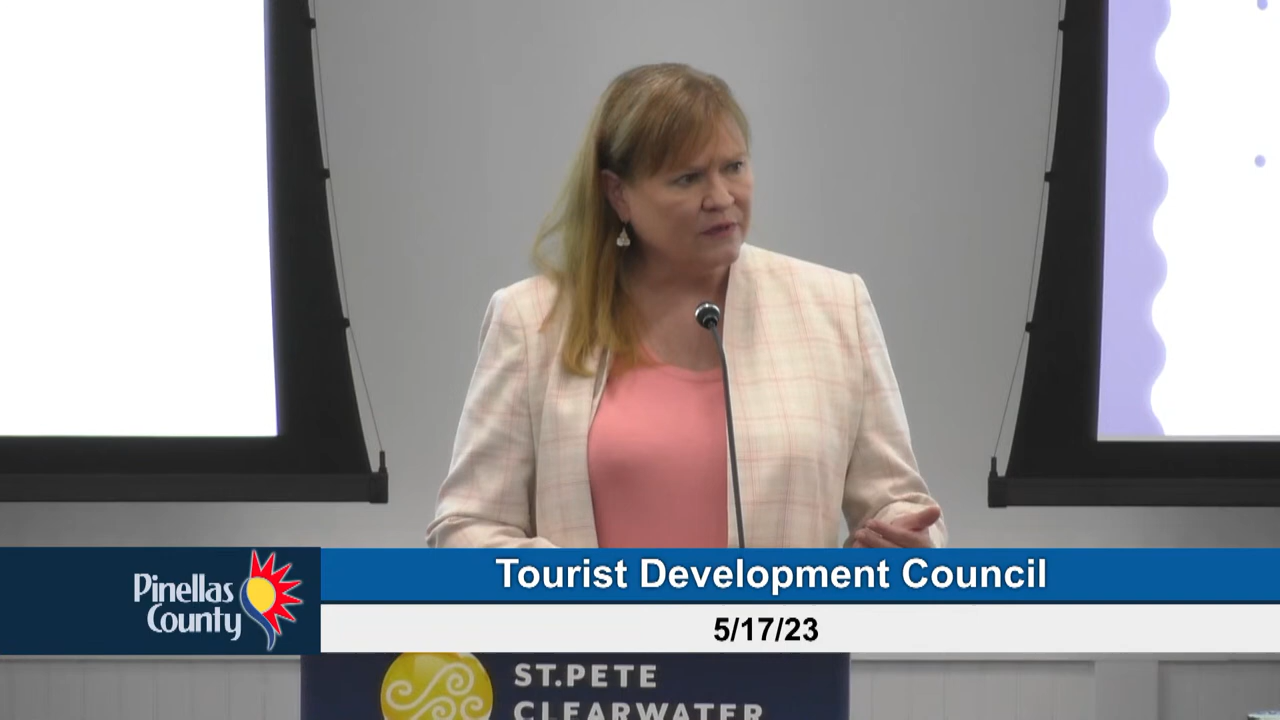 Pinellas
County
Tourist Development Council
5/17/23
ST.PETE
CLEARWATER